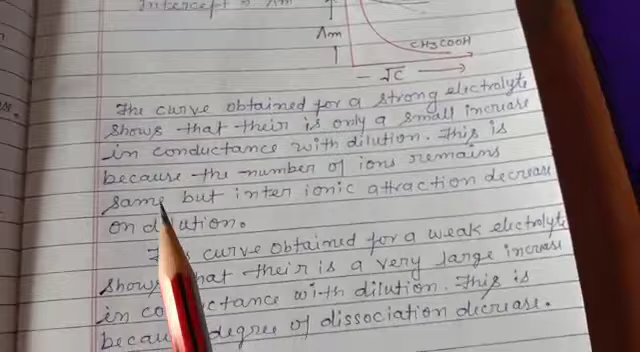 Intercept = Λm
Λm
CH3COOH
- √C
The curve obtained for a strong electrolyte
shows that their is only a small increase
in conductance with dilution. This is
because the number of ions remains
same but inter ionic attraction decrease
on dilution.
curve obtained for a weak electrolyte
shows that their is a very large increase
in conductance with dilution. This is
because degree of dissociation decrease.